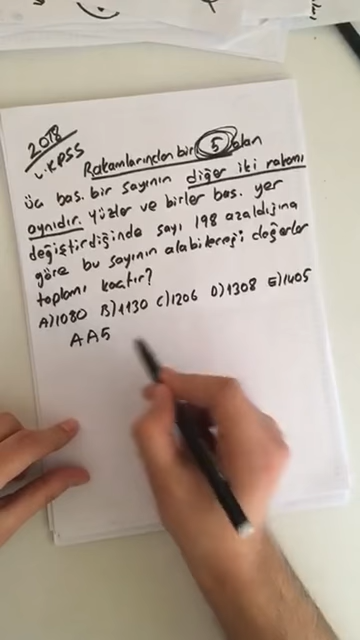 2018
KPSS
Rakamlarından biri 5 olan
üç bas. bir sayının diğer iki rakamı
aynıdır. Yüzler ve birler bas. yer
değiştirdiğinde sayı 198 azaldığına
göre bu sayının alabileceği değerler
toplamı kaçtır?
A)1080 B)1130 C)1206 D)1308 E)1405
AA5